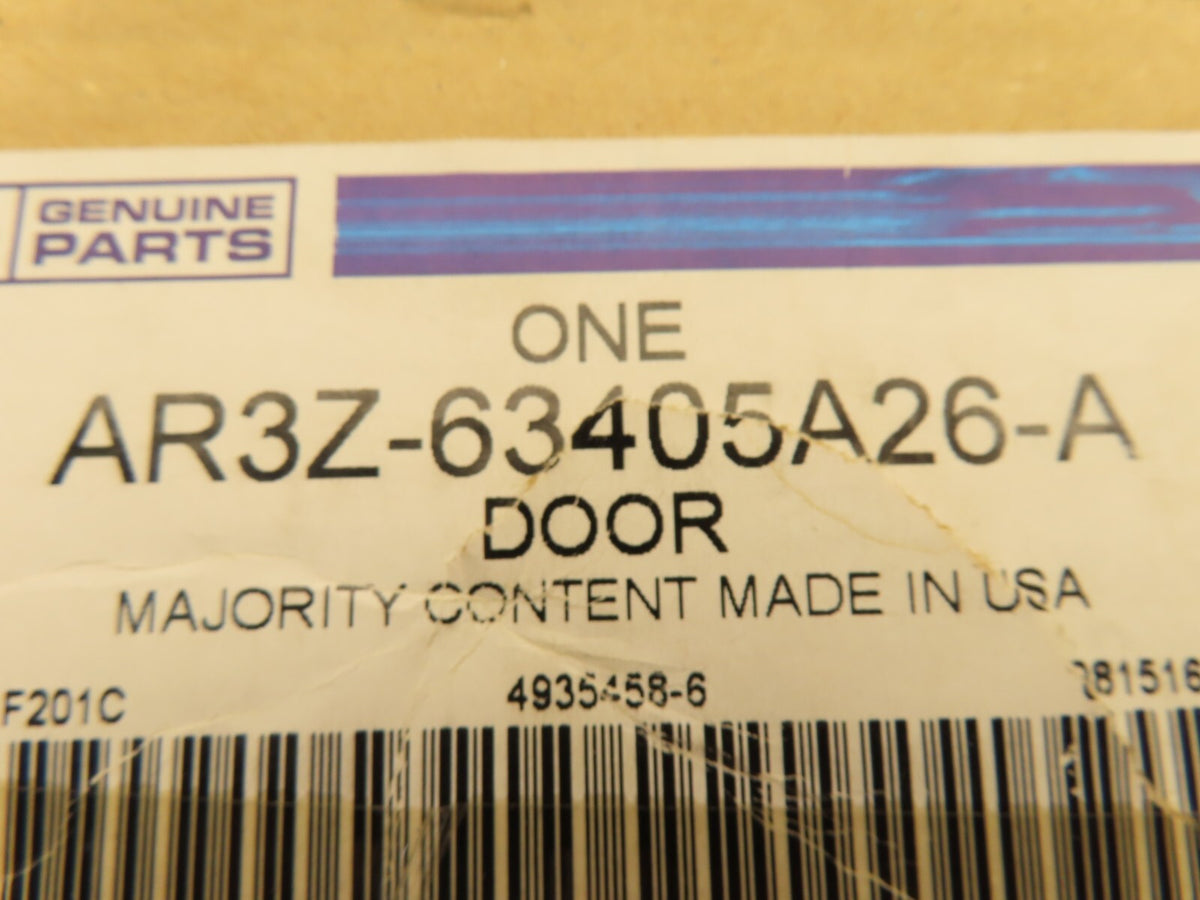 GENUINE
PARTS
ONE
AR3Z-63405A26-A
DOOR
MAJORITY CONTENT MADE IN USA
F201C
4935458-6